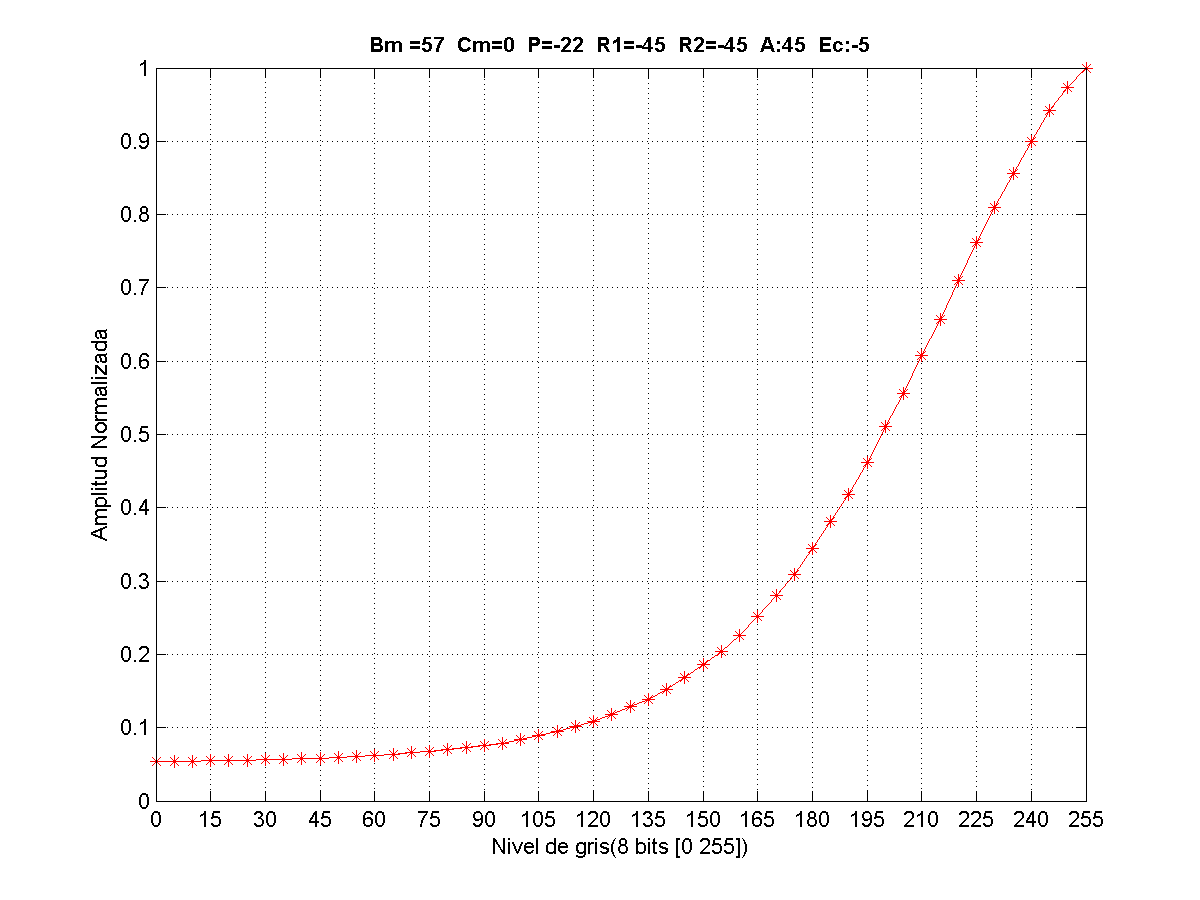 Bm =57  Cm=0  P=-22  R1=-45  R2=-45  A:45  Ec:-5
1
0.9
0.8
0.7
0.6
0.5
0.4
0.3
0.2
0.1
0
Amplitud Normalizada
0 15 30 45 60 75 90 105 120 135 150 165 180 195 210 225 240 255
Nivel de gris(8 bits [0 255])